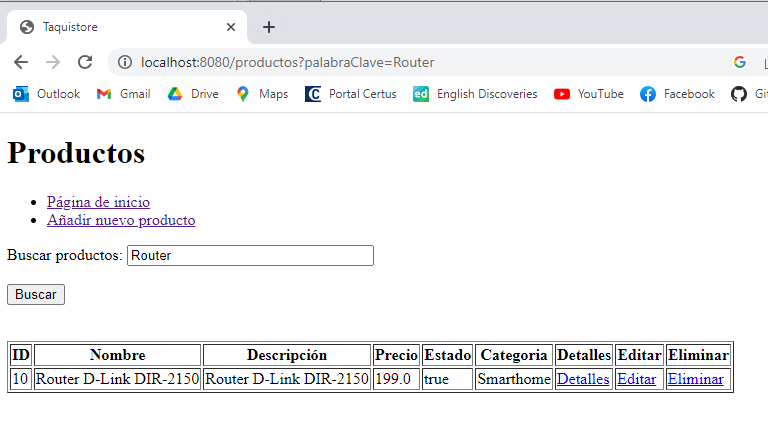 Taquistore
localhost:8080/productos?palabraClave=Router
Outlook Gmail Drive Maps Portal Certus ed English Discoveries YouTube Facebook
Productos
Página de inicio
Añadir nuevo producto
Buscar productos: Router
Buscar
ID Nombre Descripción Precio Estado Categoria Detalles Editar Eliminar
10 Router D-Link DIR-2150 Router D-Link DIR-2150 199.0 true Smarthome Detalles Editar Eliminar